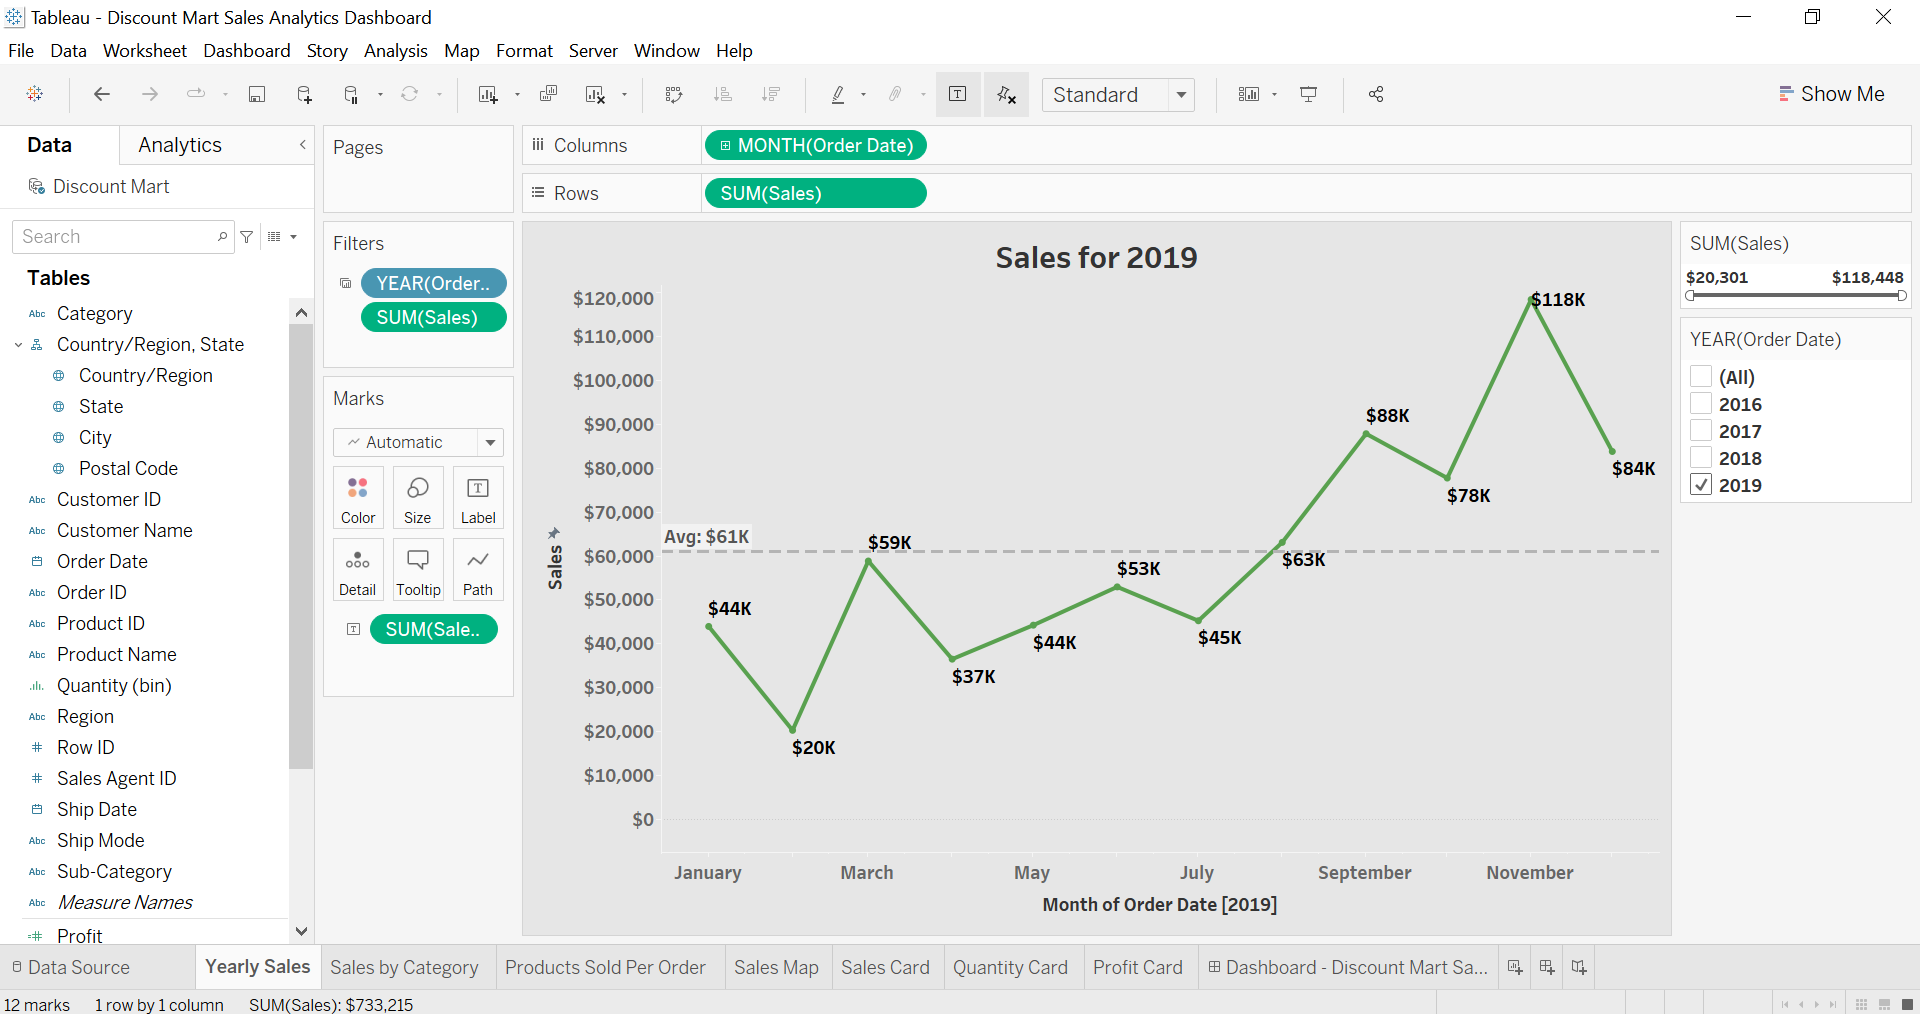 Tableau - Discount Mart Sales Analytics Dashboard
File Data Worksheet Dashboard Story Analysis Map Format Server Window Help
Standard
Show Me
Data
Analytics
Discount Mart
Search
Tables
Abc Category
Country/Region, State
Country/Region
State
City
Postal Code
Abc Customer ID
Abc Customer Name
Order Date
Abc Order ID
Abc Product ID
Abc Product Name
Quantity (bin)
Abc Region
# Row ID
# Sales Agent ID
Ship Date
Abc Ship Mode
Abc Sub-Category
Abc Measure Names
=# Profit
Pages
Filters
YEAR(Order..
SUM(Sales)
Marks
Automatic
Color
Size
Label
Detail
Tooltip
Path
SUM(Sale..
Columns
MONTH(Order Date)
Rows
SUM(Sales)
Sales for 2019
$120,000
$110,000
$100,000
$90,000
$80,000
$70,000
$60,000
$50,000
$40,000
$30,000
$20,000
$10,000
$0
Sales
Avg: $61K
$44K
$20K
$59K
$37K
$44K
$53K
$45K
$63K
$88K
$78K
$118K
$84K
January
March
May
July
September
November
Month of Order Date [2019]
SUM(Sales)
$20,301
$118,448
YEAR(Order Date)
(All)
2016
2017
2018
2019
Data Source
Yearly Sales
Sales by Category
Products Sold Per Order
Sales Map
Sales Card
Quantity Card
Profit Card
Dashboard - Discount Mart Sa...
12 marks
1 row by 1 column
SUM(Sales): $733,215